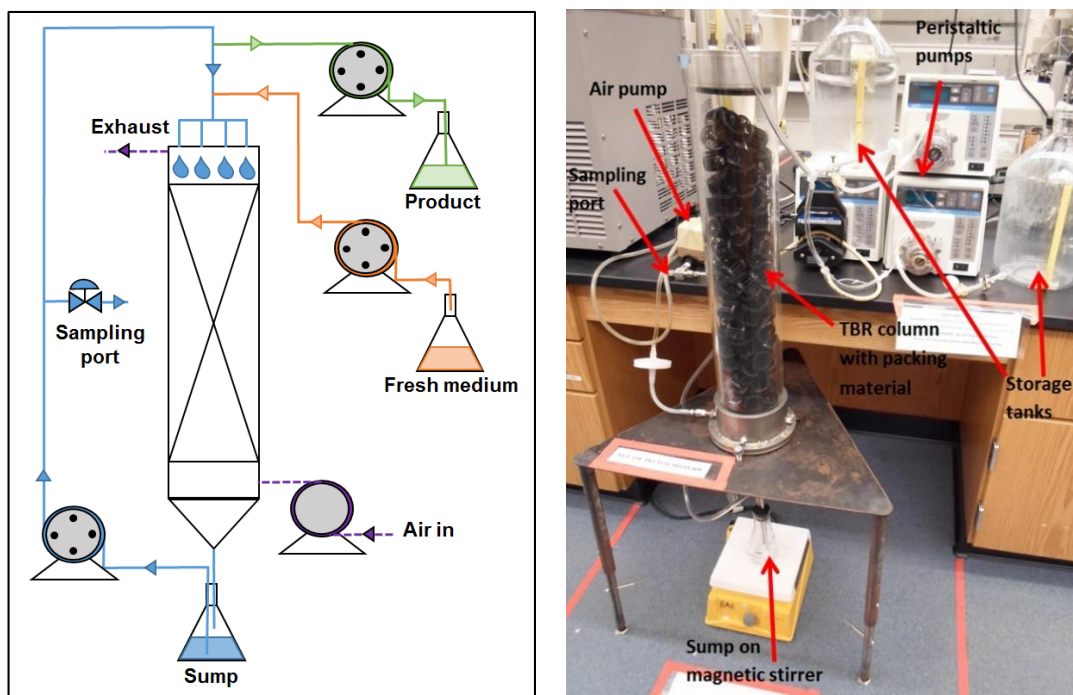 Exhaust
Product
Sampling
port
Fresh medium
Air in
Sump
Peristaltic
pumps
Air pump
Sampling
port
TBR column
with packing
material
Storage
tanks
Sump on
magnetic stirrer